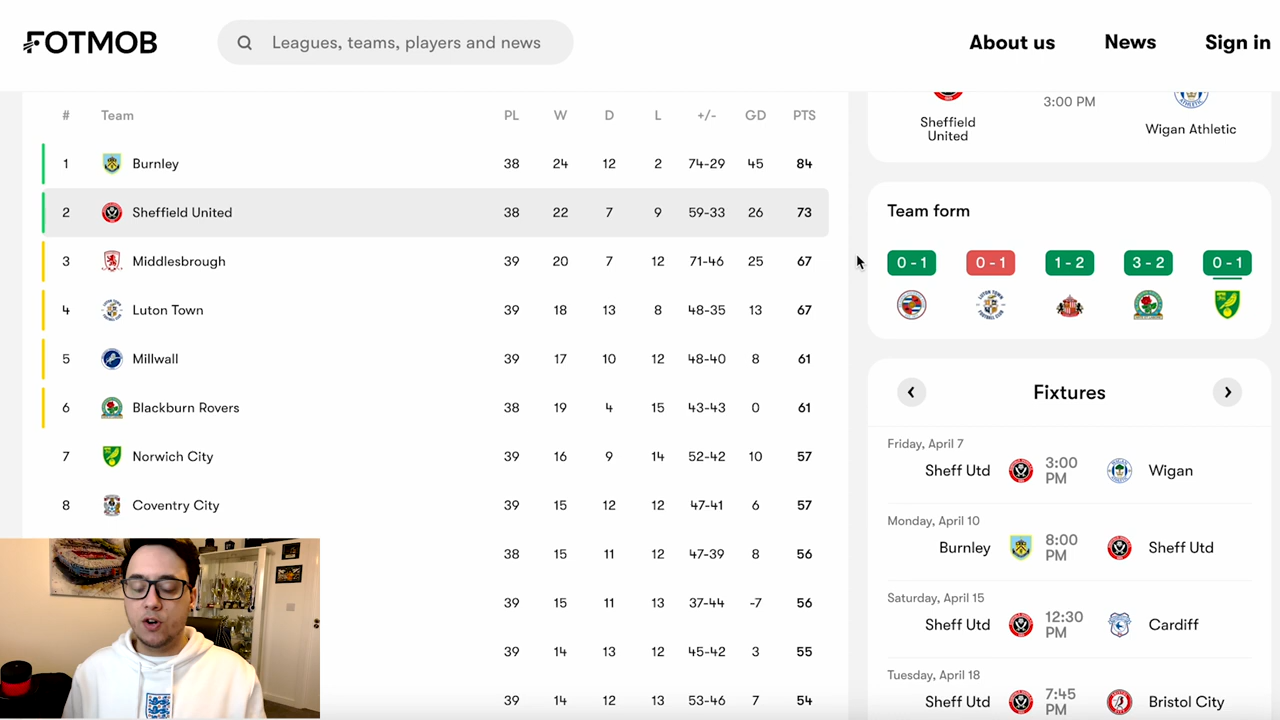 FOTMOB
Leagues, teams, players and news
About us
News
Sign in
# Team PL W D L +/- GD PTS
1 Burnley 38 24 12 2 74-29 45 84
2 Sheffield United 38 22 7 9 59-33 26 73
3 Middlesbrough 39 20 7 12 71-46 25 67
4 Luton Town 39 18 13 8 48-35 13 67
5 Millwall 39 17 10 12 48-40 8 61
6 Blackburn Rovers 38 19 4 15 43-43 0 61
7 Norwich City 39 16 9 14 52-42 10 57
8 Coventry City 39 15 12 12 47-41 6 57
38 15 11 12 47-39 8 56
39 15 11 13 37-44 -7 56
39 14 13 12 45-42 3 55
39 14 12 13 53-46 7 54
3:00 PM
Sheffield
United
Wigan Athletic
Team form
0 - 1 0 - 1 1 - 2 3 - 2 0 - 1
Fixtures
Friday, April 7
Sheff Utd 3:00 PM Wigan
Monday, April 10
Burnley 8:00 PM Sheff Utd
Saturday, April 15
Sheff Utd 12:30 PM Cardiff
Tuesday, April 18
Sheff Utd 7:45 PM Bristol City